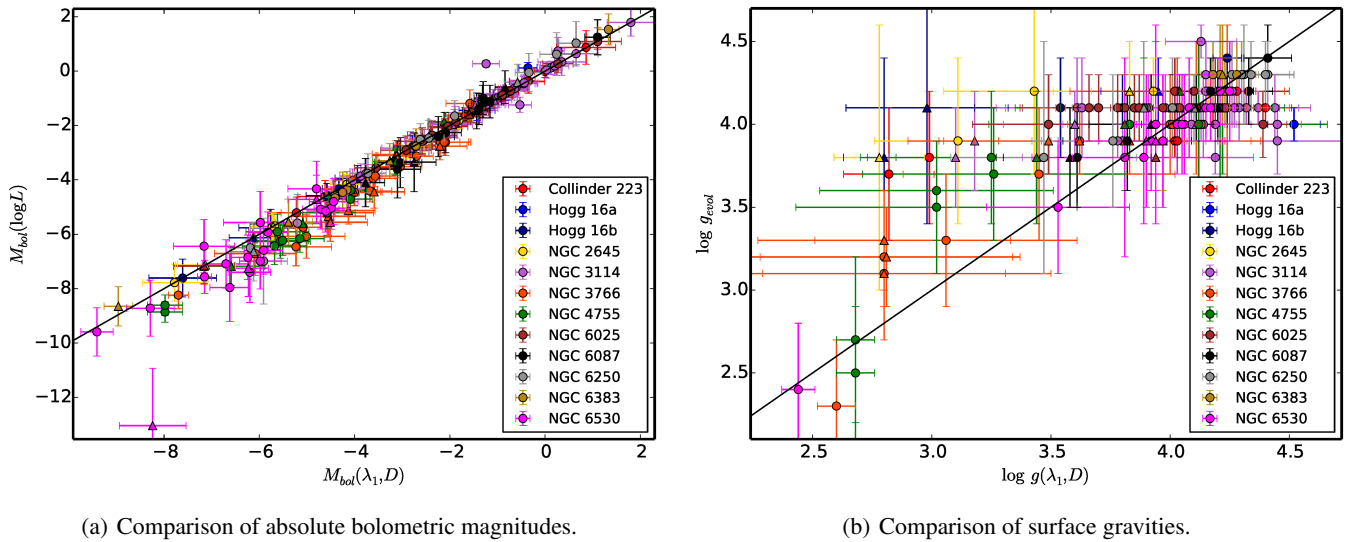 2
0
−2
−4
−6
−8
−10
−12
M_bol(log L)
−8
−6
−4
−2
0
2
M_bol(λ₁, D)
Collinder 223
Hogg 16a
Hogg 16b
NGC 2645
NGC 3114
NGC 3766
NGC 4755
NGC 6025
NGC 6087
NGC 6250
NGC 6383
NGC 6530
(a) Comparison of absolute bolometric magnitudes.
4.5
4.0
3.5
3.0
2.5
log g_evol
2.5
3.0
3.5
4.0
4.5
log g(λ₁, D)
Collinder 223
Hogg 16a
Hogg 16b
NGC 2645
NGC 3114
NGC 3766
NGC 4755
NGC 6025
NGC 6087
NGC 6250
NGC 6383
NGC 6530
(b) Comparison of surface gravities.